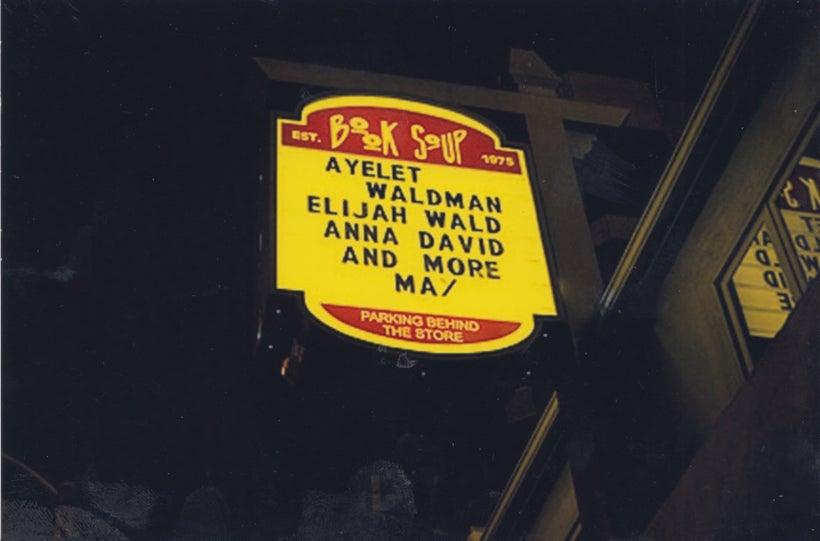 EST. BOOK SOUP 1975
AYELET
WALDMAN
ELIJAH WALD
ANNA DAVID
AND MORE
MAY
PARKING BEHIND
THE STORE